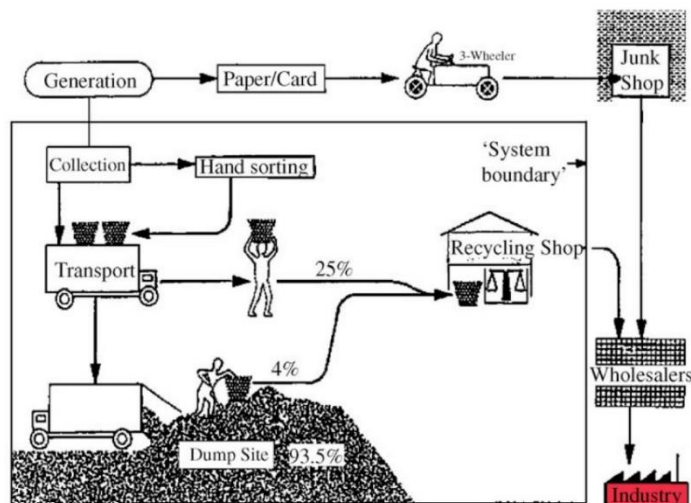 Generation
Paper/Card
3-Wheeler
Junk
Shop
Collection
Hand sorting
'System
boundary'
Transport
25%
Recycling Shop
4%
Wholesalers
Dump Site
93.5%
Industry